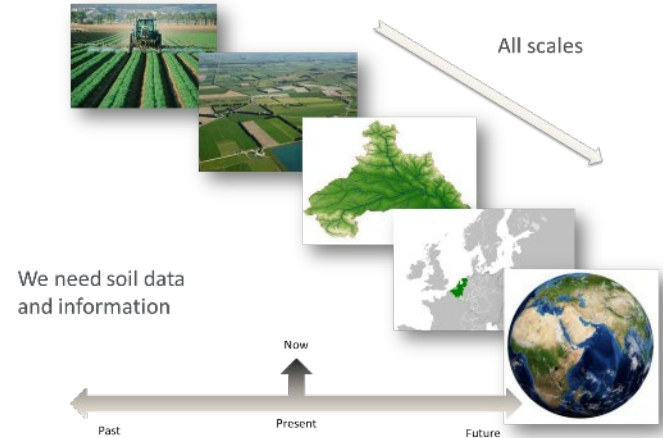 All scales
We need soil data
and information
Now
Past
Present
Future